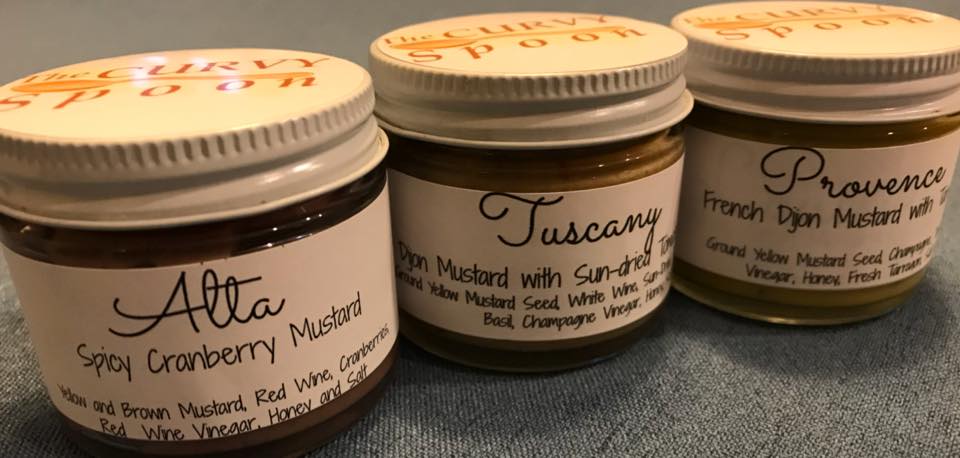 The CURVY
Spoon
Alta
Spicy Cranberry Mustard
Yellow and Brown Mustard, Red Wine, Cranberries,
Red Wine Vinegar, Honey and Salt
The CURVY
Spoon
Tuscany
Dijon Mustard with Sun-dried
Ground Yellow Mustard Seed, White Wine,
Basil, Champagne Vinegar,
The CURVY
Spoon
Provence
French Dijon Mustard with
Ground Yellow Mustard Seed, Champagne
Vinegar, Honey, Fresh Tarragon,